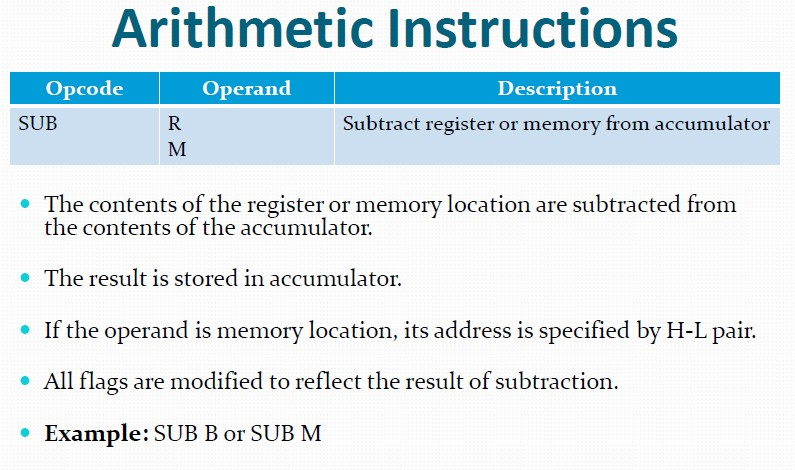 Arithmetic Instructions
Opcode Operand Description
SUB R Subtract register or memory from accumulator
M
• The contents of the register or memory location are subtracted from
the contents of the accumulator.
• The result is stored in accumulator.
• If the operand is memory location, its address is specified by H-L pair.
• All flags are modified to reflect the result of subtraction.
• Example: SUB B or SUB M